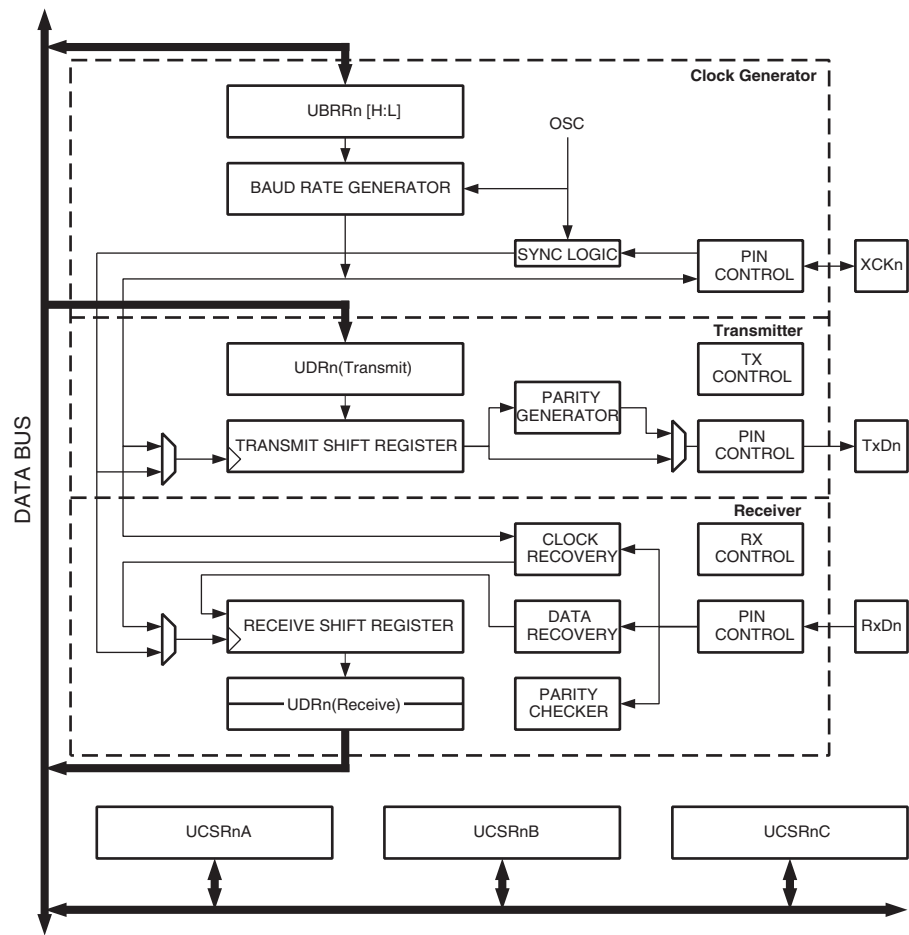 Clock Generator
UBRRn [H:L]
OSC
BAUD RATE GENERATOR
SYNC LOGIC
PIN
CONTROL
XCKn
Transmitter
UDRn(Transmit)
TX
CONTROL
PARITY
GENERATOR
TRANSMIT SHIFT REGISTER
PIN
CONTROL
TxDn
DATA BUS
Receiver
CLOCK
RECOVERY
RX
CONTROL
RECEIVE SHIFT REGISTER
DATA
RECOVERY
PIN
CONTROL
RxDn
UDRn(Receive)
PARITY
CHECKER
UCSRnA
UCSRnB
UCSRnC